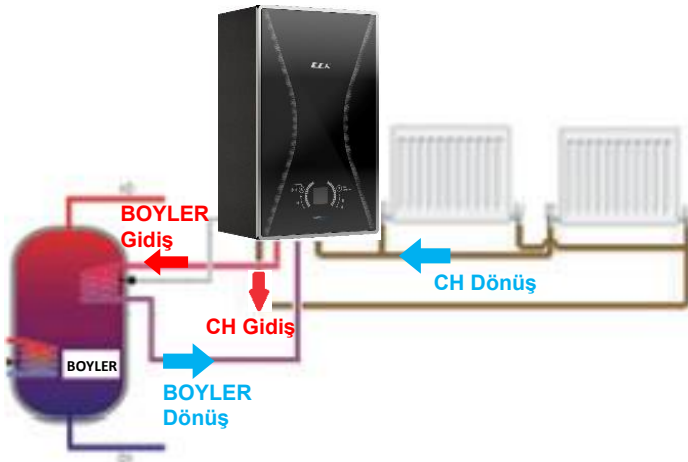 E.C.A
BOYLER
Gidiş
CH Dönüş
CH Gidiş
BOYLER
BOYLER
Dönüş